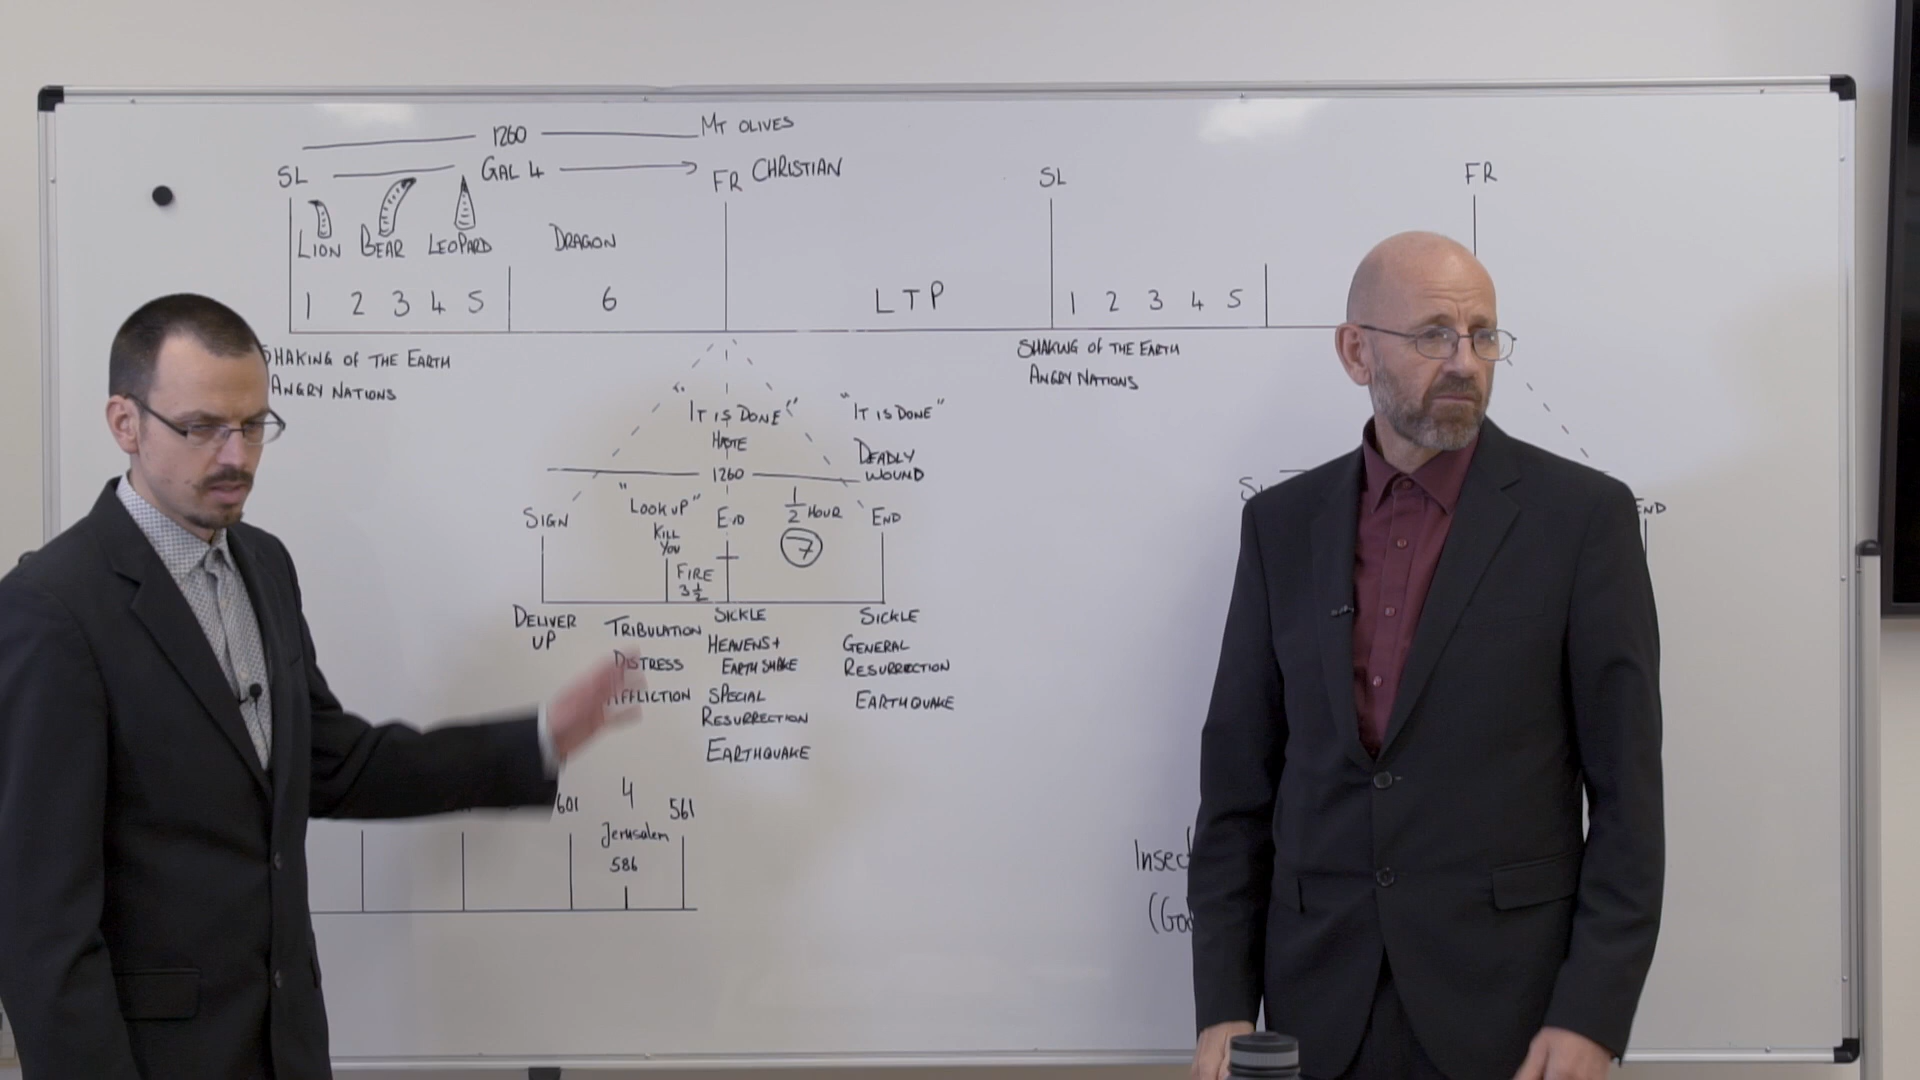 1260 MT OLIVES
SL GAL 4 FR CHRISTIAN
SL
FR
LION BEAR LEOPARD DRAGON
1 2 3 4 5 6
LTP
1 2 3 4 5
SHAKING OF THE EARTH
ANGRY NATIONS
SHAKING OF THE EARTH
ANGRY NATIONS
"IT IS DONE" "IT IS DONE"
HASTE
DEADLY
WOUND
1260
SIGN
"LOOK UP"
KILL
YOU
END
1/2 HOUR
END
7
FIRE
3 1/2
DELIVER
UP
TRIBULATION
DISTRESS
AFFLICTION
SICKLE
HEAVENS +
EARTH SHAKE
SPECIAL
RESURRECTION
EARTHQUAKE
SICKLE
GENERAL
RESURRECTION
EARTHQUAKE
601 4 561
Jerusalem
586